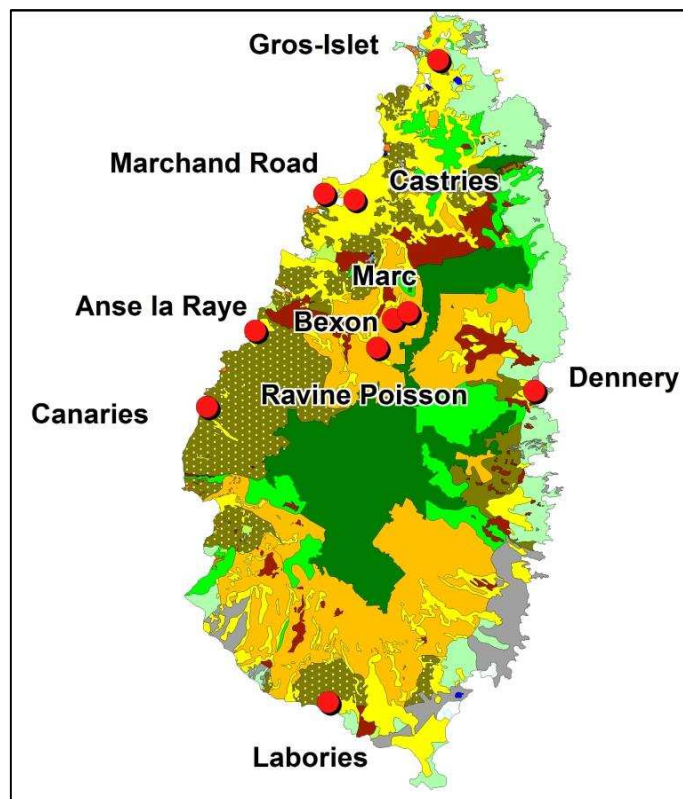 Gros-Islet
Marchand Road
Castries
Marc
Anse la Raye
Bexon
Dennery
Ravine Poisson
Canaries
Labories